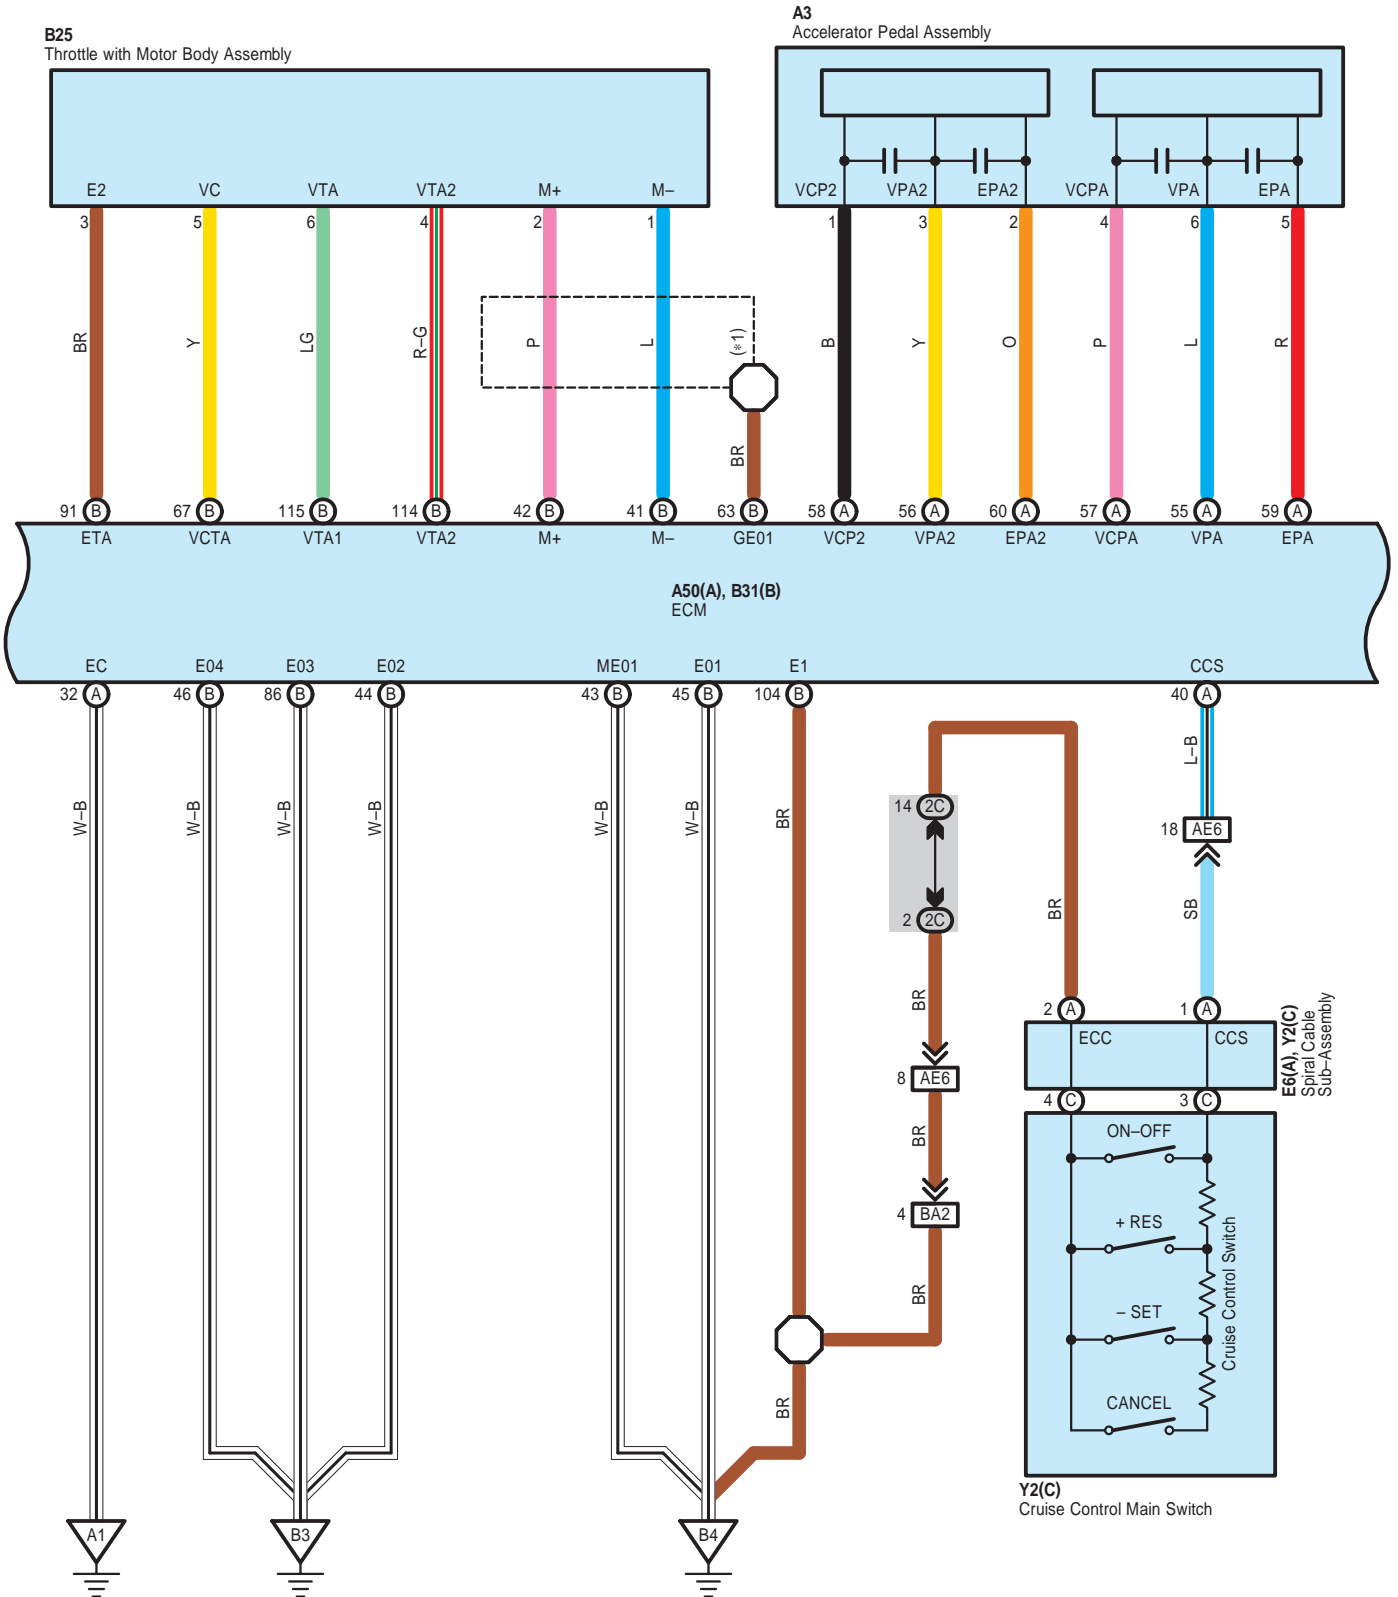 B25
Throttle with Motor Body Assembly
A3
Accelerator Pedal Assembly
E2 VC VTA VTA2 M+ M–
VCP2 VPA2 EPA2 VCPA VPA EPA
3 5 6 4 2 1
1 3 2 4 6 5
BR Y LG R–G P L (*1)
B Y O P L R
BR
91 B 67 B 115 B 114 B 42 B 41 B 63 B 58 A 56 A 60 A 57 A 55 A 59 A
ETA VCTA VTA1 VTA2 M+ M– GE01 VCP2 VPA2 EPA2 VCPA VPA EPA
A50(A), B31(B)
ECM
EC E04 E03 E02 ME01 E01 E1 CCS
32 A 46 B 86 B 44 B 43 B 45 B 104 B 40 A
L–B
W–B W–B W–B W–B W–B W–B BR
14 2C
18 AE6
2 2C
BR
SB
BR
2 A 1 A
ECC CCS
E6(A), Y2(C)
Spiral Cable
Sub–Assembly
8 AE6
4 C 3 C
BR
4 BA2
BR
ON–OFF
+ RES
– SET
CANCEL
Cruise Control Switch
BR
Y2(C)
Cruise Control Main Switch
A1 B3 B4